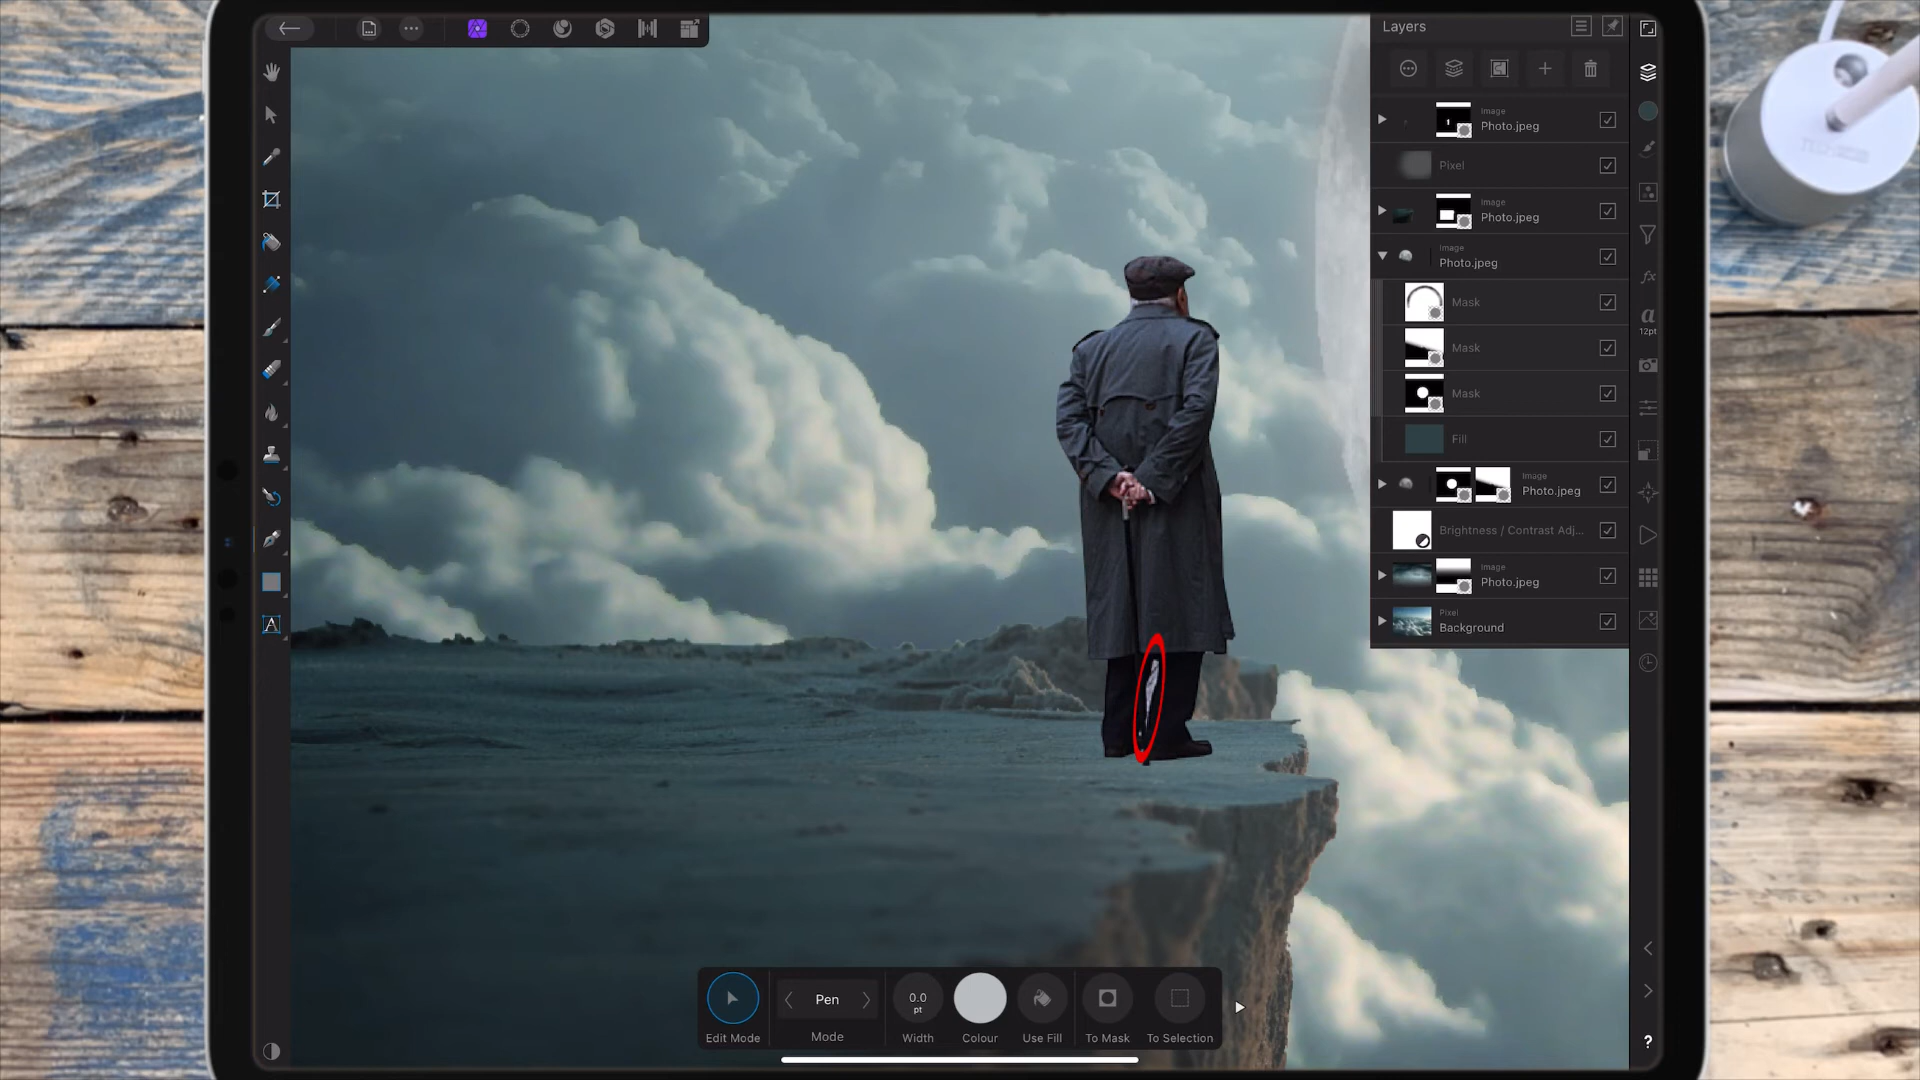 Layers
Image
Photo.jpeg
Pixel
Image
Photo.jpeg
Image
Photo.jpeg
Mask
Mask
Mask
Fill
Image
Photo.jpeg
Brightness / Contrast Adj...
Image
Photo.jpeg
Pixel
Background
a
12pt
A
Pen
0.0
pt
Edit Mode
Mode
Width
Colour
Use Fill
To Mask
To Selection
?